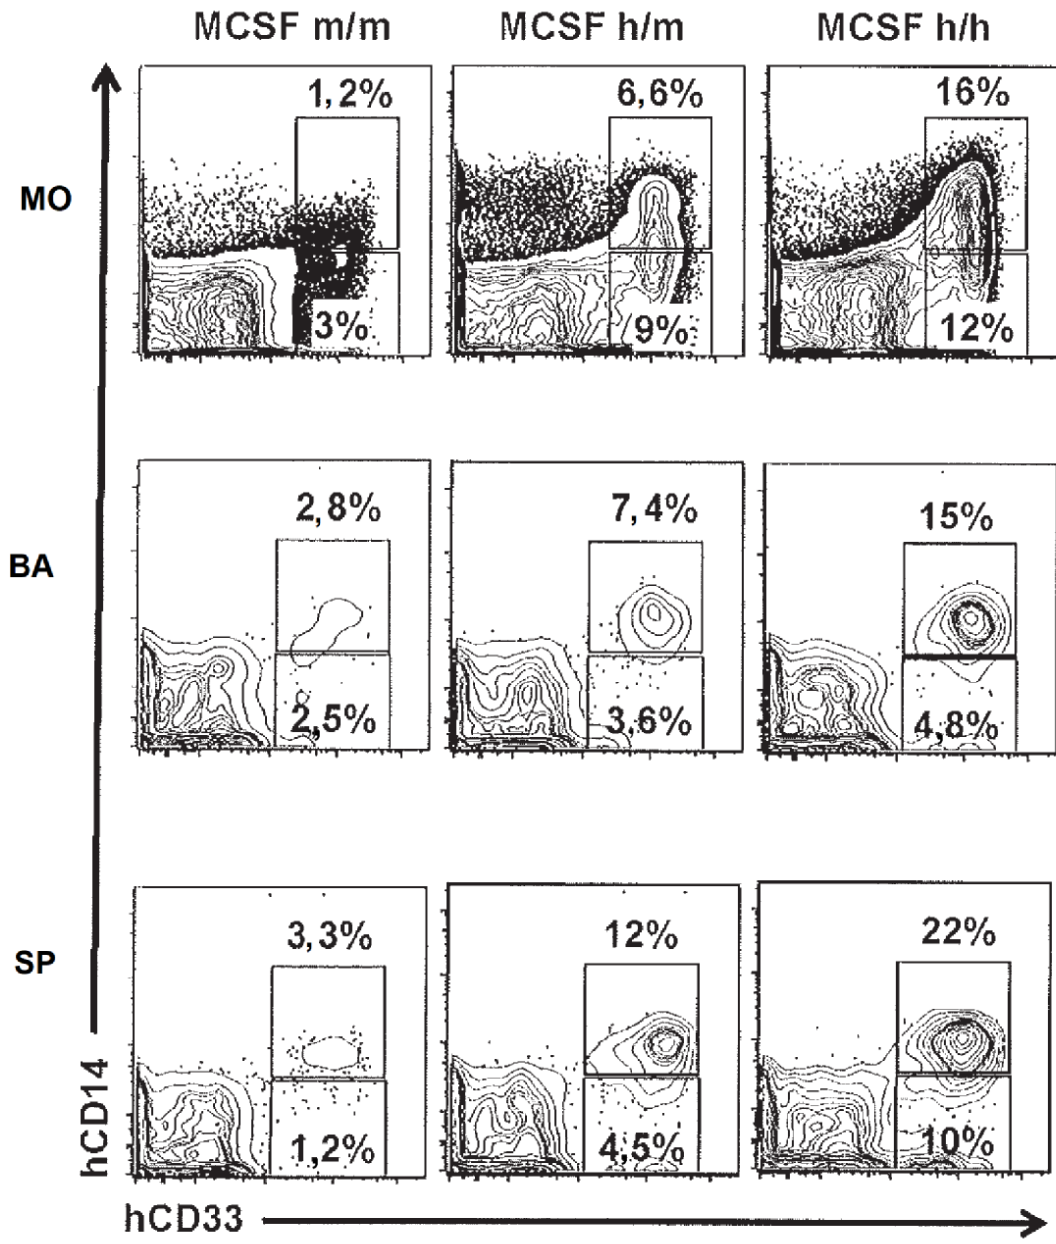 MCSF m/m MCSF h/m MCSF h/h
1,2% 6,6% 16%
MO
3% 9% 12%
2,8% 7,4% 15%
BA
2,5% 3,6% 4,8%
3,3% 12% 22%
SP
1,2% 4,5% 10%
hCD14
hCD33